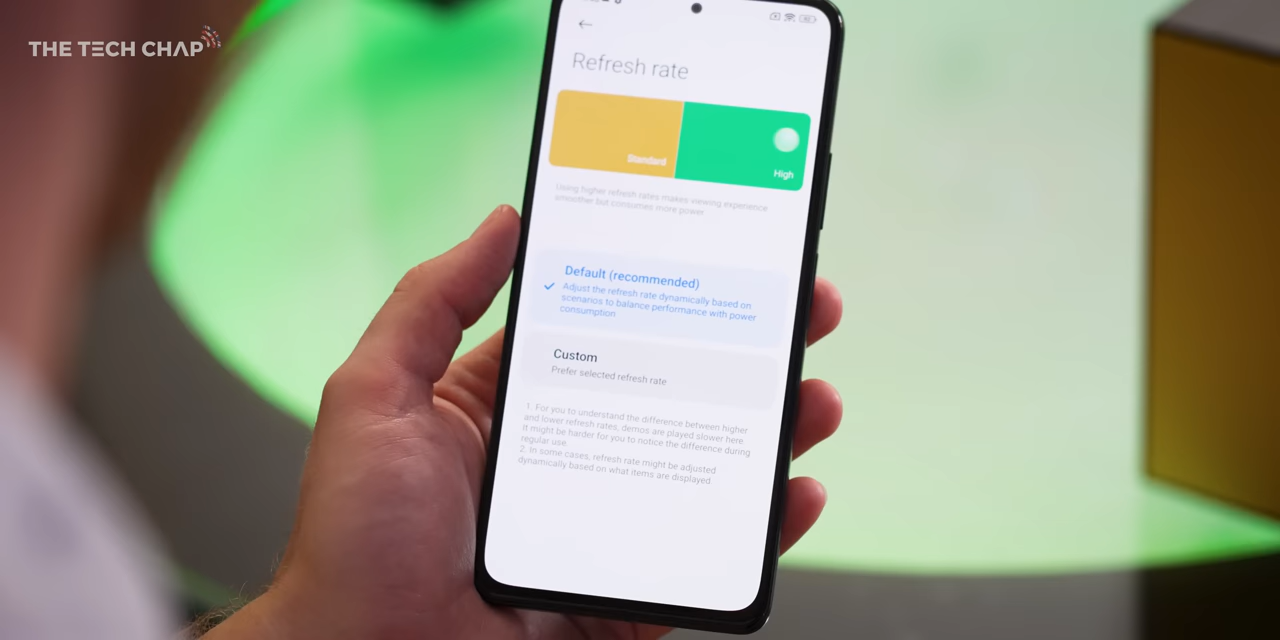 THE TECH CHAP
Refresh rate
Standard
High
Using higher refresh rates makes viewing experience
smoother but consumes more power
Default (recommended)
Adjust the refresh rate dynamically based on
scenarios to balance performance with power
consumption
Custom
Prefer selected refresh rate
1. For you to understand the difference between higher
and lower refresh rates, demos are played slower here.
It might be harder for you to notice the difference during
regular use.
2. In some cases, refresh rate might be adjusted
dynamically based on what items are displayed.